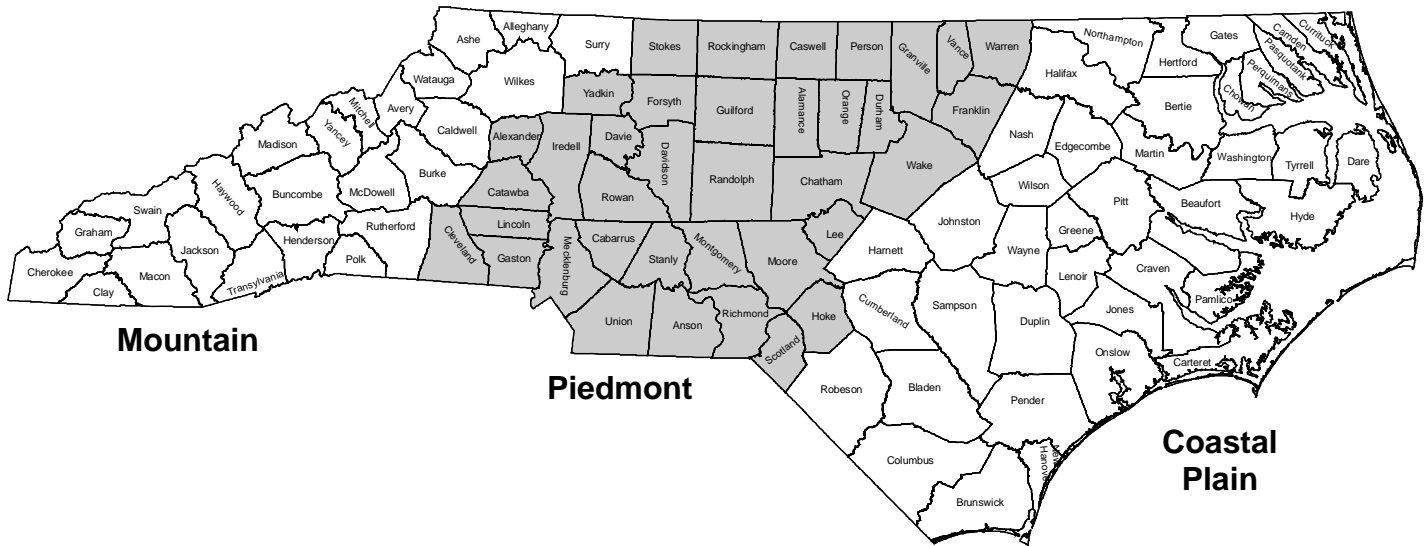 Alleghany
Ashe
Surry
Stokes
Rockingham
Caswell
Person
Granville
Vance
Warren
Northampton
Gates
Camden
Currituck
Pasquotank
Perquimans
Chowan
Hertford
Halifax
Bertie
Watauga
Wilkes
Yadkin
Forsyth
Guilford
Alamance
Orange
Durham
Franklin
Nash
Edgecombe
Martin
Washington
Tyrrell
Dare
Mitchell
Avery
Yancey
Caldwell
Alexander
Iredell
Davie
Davidson
Randolph
Chatham
Wake
Wilson
Pitt
Beaufort
Hyde
Madison
Haywood
Buncombe
McDowell
Burke
Catawba
Rowan
Johnston
Greene
Wayne
Swain
Graham
Jackson
Henderson
Rutherford
Polk
Cleveland
Lincoln
Gaston
Mecklenburg
Cabarrus
Stanly
Montgomery
Moore
Lee
Harnett
Lenoir
Craven
Pamlico
Cherokee
Macon
Clay
Transylvania
Union
Anson
Richmond
Scotland
Hoke
Cumberland
Sampson
Duplin
Jones
Onslow
Carteret
Mountain
Piedmont
Robeson
Bladen
Pender
Columbus
Brunswick
New
Hanover
Coastal
Plain